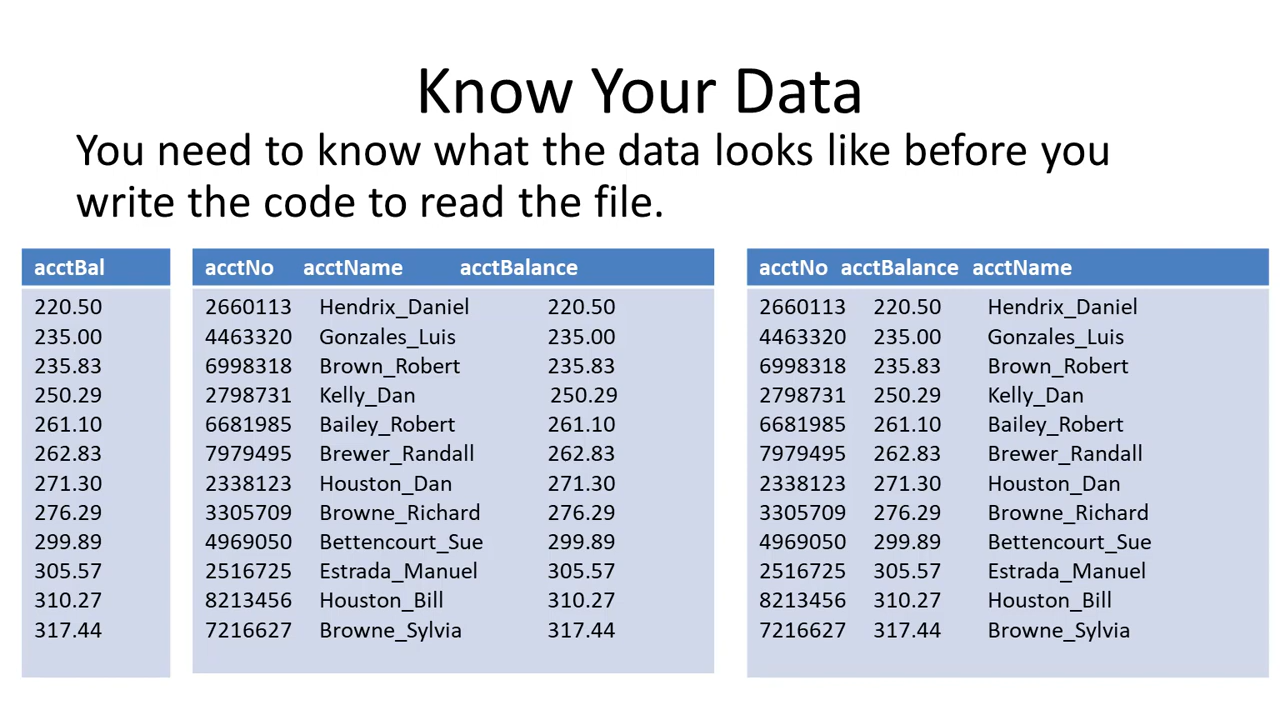 Know Your Data
You need to know what the data looks like before you
write the code to read the file.
acctBal
220.50
235.00
235.83
250.29
261.10
262.83
271.30
276.29
299.89
305.57
310.27
317.44
acctNo acctName acctBalance
2660113 Hendrix_Daniel 220.50
4463320 Gonzales_Luis 235.00
6998318 Brown_Robert 235.83
2798731 Kelly_Dan 250.29
6681985 Bailey_Robert 261.10
7979495 Brewer_Randall 262.83
2338123 Houston_Dan 271.30
3305709 Browne_Richard 276.29
4969050 Bettencourt_Sue 299.89
2516725 Estrada_Manuel 305.57
8213456 Houston_Bill 310.27
7216627 Browne_Sylvia 317.44
acctNo acctBalance acctName
2660113 220.50 Hendrix_Daniel
4463320 235.00 Gonzales_Luis
6998318 235.83 Brown_Robert
2798731 250.29 Kelly_Dan
6681985 261.10 Bailey_Robert
7979495 262.83 Brewer_Randall
2338123 271.30 Houston_Dan
3305709 276.29 Browne_Richard
4969050 299.89 Bettencourt_Sue
2516725 305.57 Estrada_Manuel
8213456 310.27 Houston_Bill
7216627 317.44 Browne_Sylvia